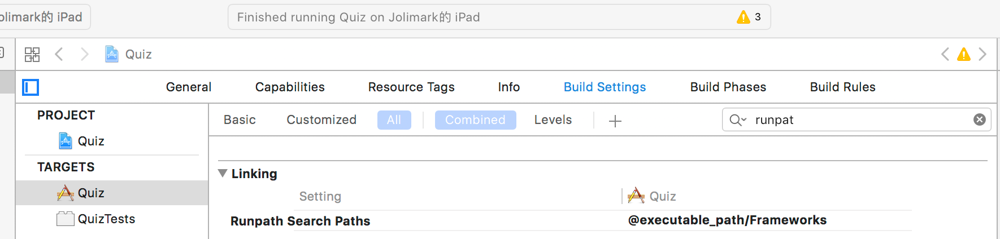 olimark的 iPad
Finished running Quiz on Jolimark的 iPad
3
Quiz
General Capabilities Resource Tags Info Build Settings Build Phases Build Rules
PROJECT
Quiz
TARGETS
Quiz
QuizTests
Basic Customized All Combined Levels
runpat
Linking
Setting Quiz
Runpath Search Paths @executable_path/Frameworks